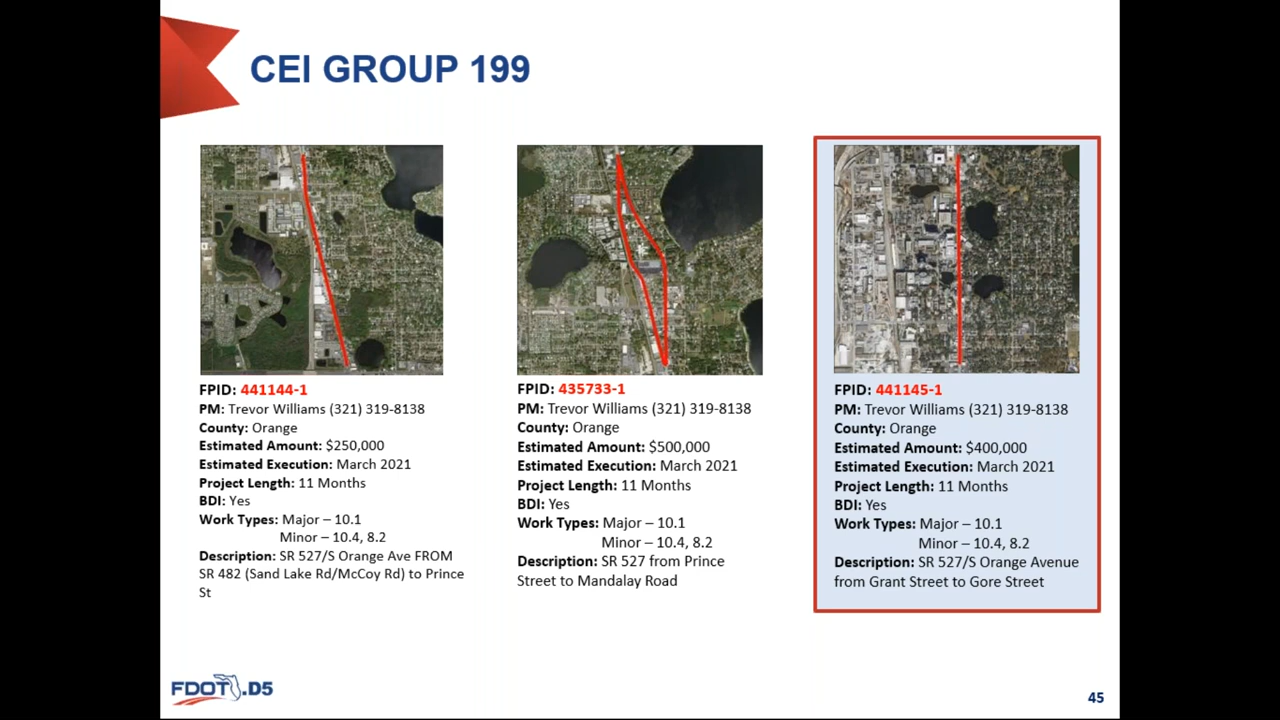 CEI GROUP 199
FPID: 441144-1
PM: Trevor Williams (321) 319-8138
County: Orange
Estimated Amount: $250,000
Estimated Execution: March 2021
Project Length: 11 Months
BDI: Yes
Work Types: Major – 10.1
Minor – 10.4, 8.2
Description: SR 527/S Orange Ave FROM
SR 482 (Sand Lake Rd/McCoy Rd) to Prince
St
FPID: 435733-1
PM: Trevor Williams (321) 319-8138
County: Orange
Estimated Amount: $500,000
Estimated Execution: March 2021
Project Length: 11 Months
BDI: Yes
Work Types: Major – 10.1
Minor – 10.4, 8.2
Description: SR 527 from Prince
Street to Mandalay Road
FPID: 441145-1
PM: Trevor Williams (321) 319-8138
County: Orange
Estimated Amount: $400,000
Estimated Execution: March 2021
Project Length: 11 Months
BDI: Yes
Work Types: Major – 10.1
Minor – 10.4, 8.2
Description: SR 527/S Orange Avenue
from Grant Street to Gore Street
FDOT.D5
45